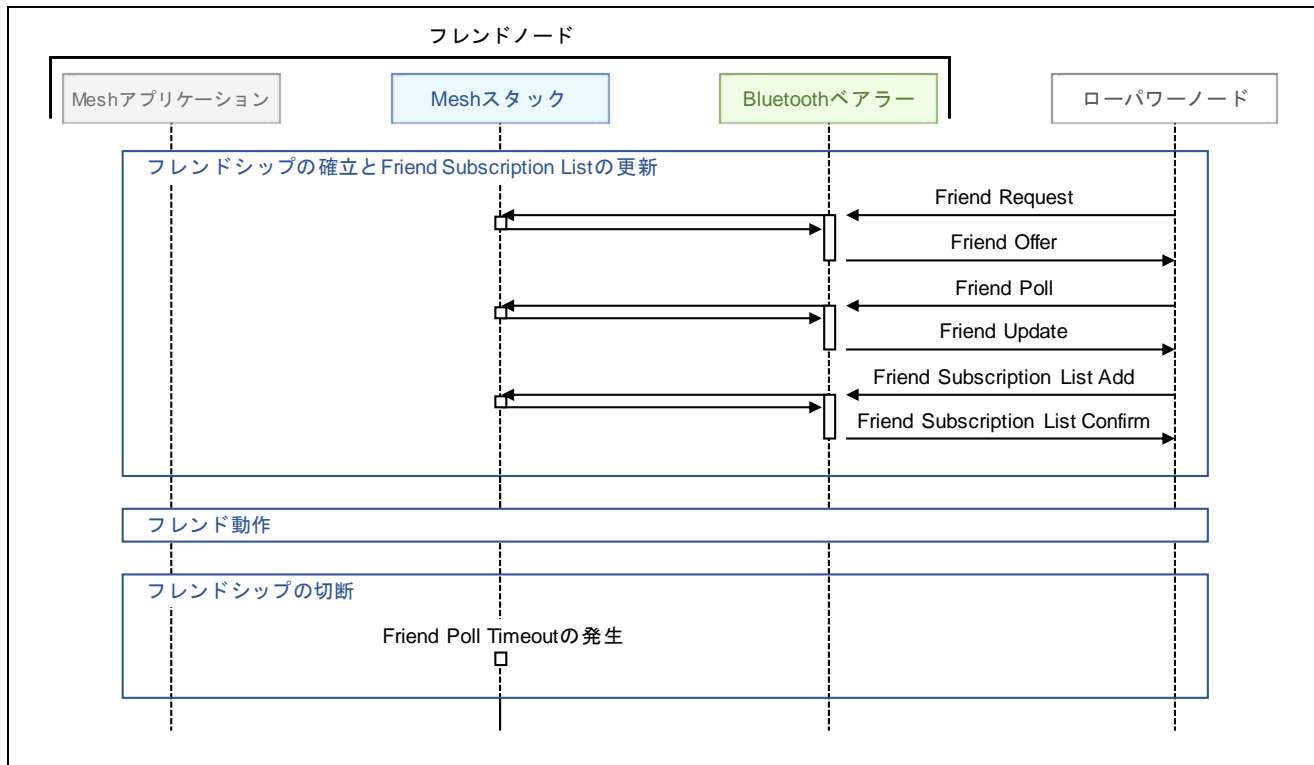 フレンドノード
Meshアプリケーション
Meshスタック
Bluetoothベアラー
ローパワーノード
フレンドシップの確立とFriend Subscription Listの更新
Friend Request
Friend Offer
Friend Poll
Friend Update
Friend Subscription List Add
Friend Subscription List Confirm
フレンド動作
フレンドシップの切断
Friend Poll Timeoutの発生